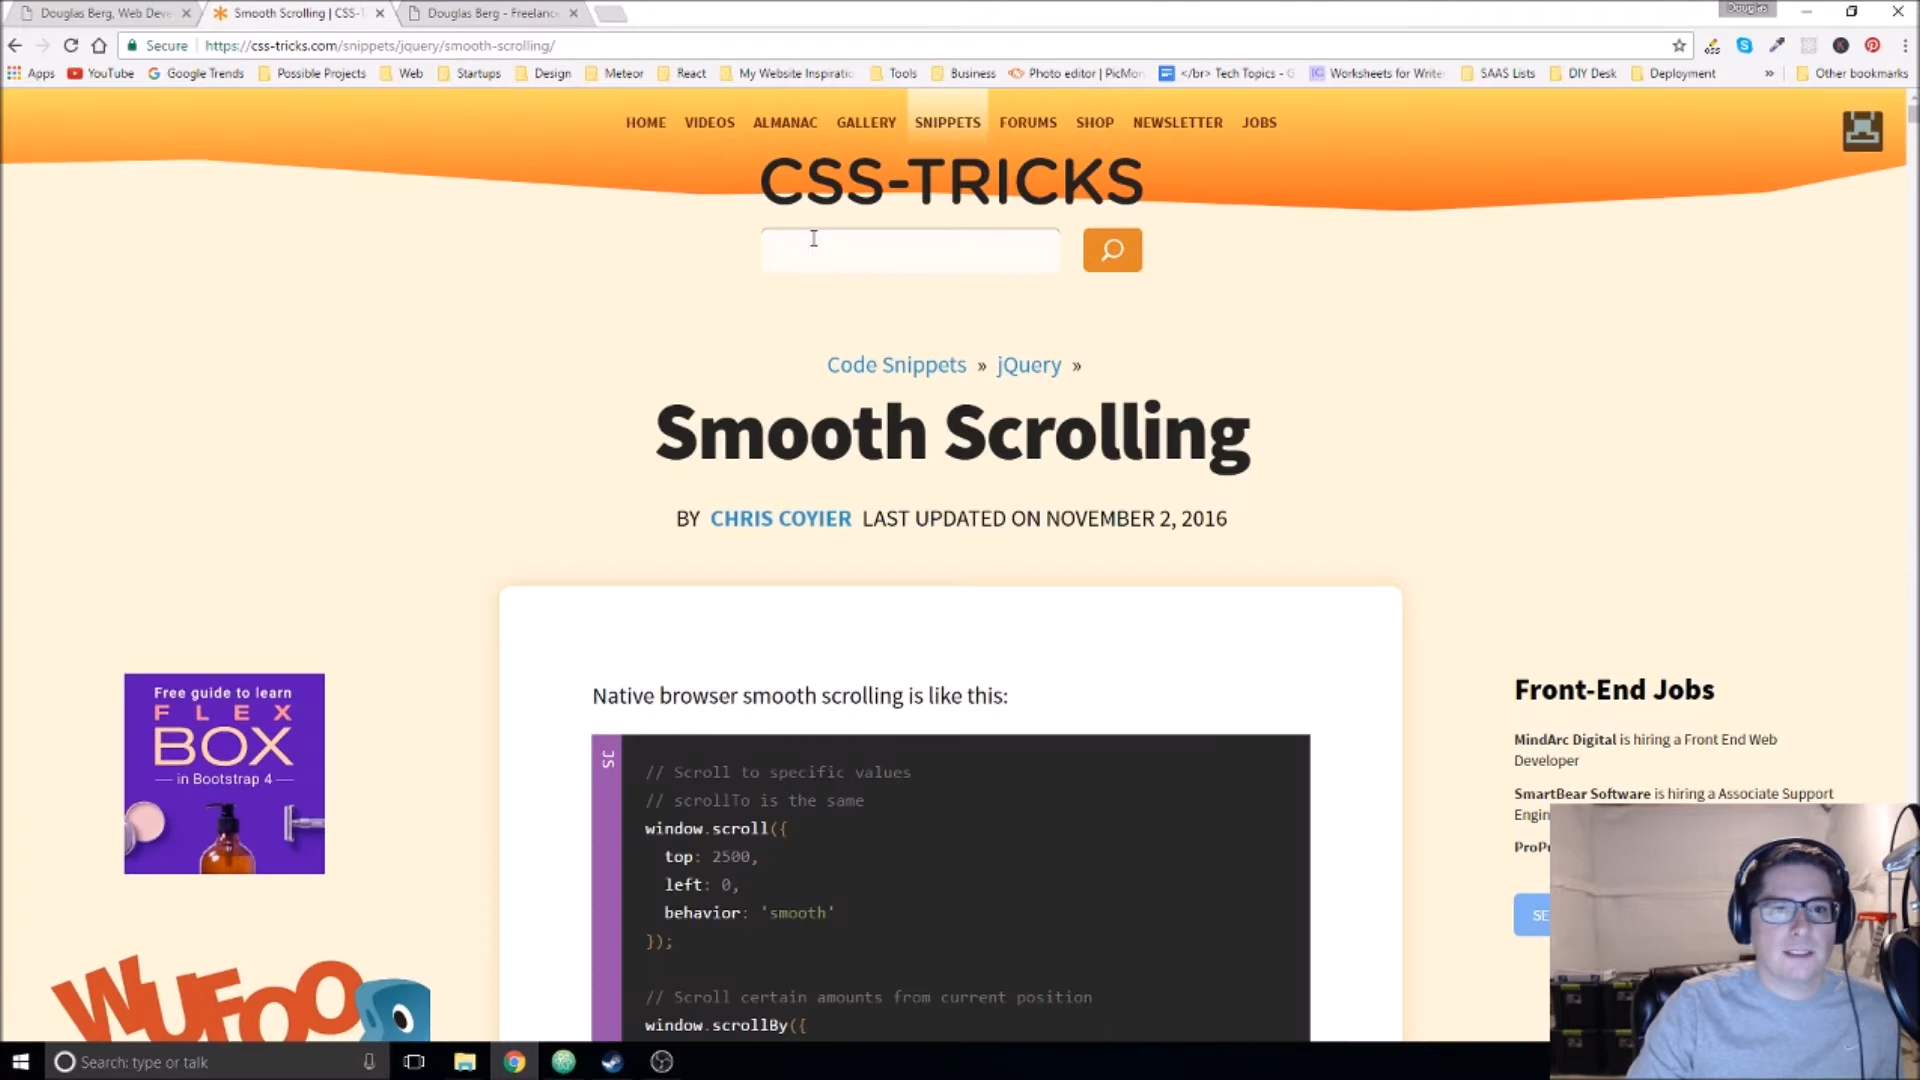 Douglas Berg, Web Deve
Smooth Scrolling | CSS-T
Douglas Berg - Freelanc
Douglas
Secure
https://css-tricks.com/snippets/jquery/smooth-scrolling/
Apps
YouTube
Google Trends
Possible Projects
Web
Startups
Design
Meteor
React
My Website Inspiratio
Tools
Business
Photo editor | PicMon
</br> Tech Topics - G
Worksheets for Write
SAAS Lists
DIY Desk
Deployment
»
Other bookmarks
HOME VIDEOS ALMANAC GALLERY SNIPPETS FORUMS SHOP NEWSLETTER JOBS
CSS-TRICKS
Code Snippets » jQuery »
Smooth Scrolling
BY CHRIS COYIER LAST UPDATED ON NOVEMBER 2, 2016
Free guide to learn
FLEX
BOX
in Bootstrap 4
WUFOO
Native browser smooth scrolling is like this:
JS
// Scroll to specific values
// scrollTo is the same
window.scroll({
top: 2500,
left: 0,
behavior: 'smooth'
});
// Scroll certain amounts from current position
window.scrollBy({
Front-End Jobs
MindArc Digital is hiring a Front End Web
Developer
SmartBear Software is hiring a Associate Support
Engin
ProPr
SE
Search: type or talk